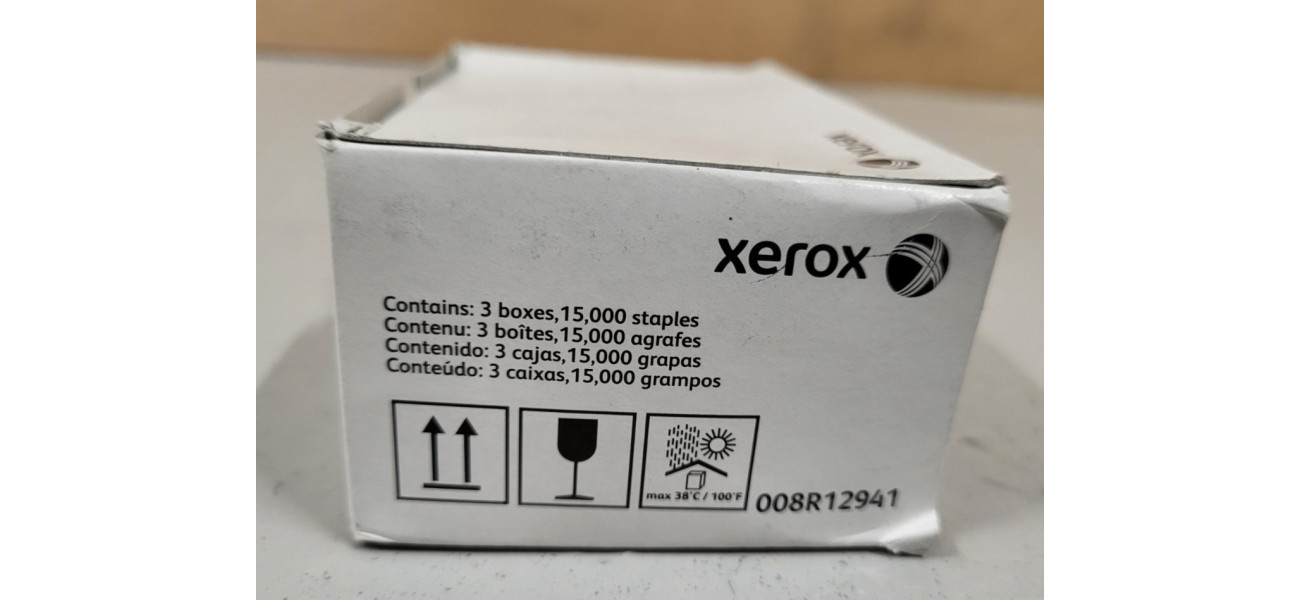 xerox
xerox
Contains: 3 boxes,15,000 staples
Contenu: 3 boîtes,15,000 agrafes
Contenido: 3 cajas,15,000 grapas
Conteúdo: 3 caixas,15,000 grampos
max 38°C / 100°F
008R12941